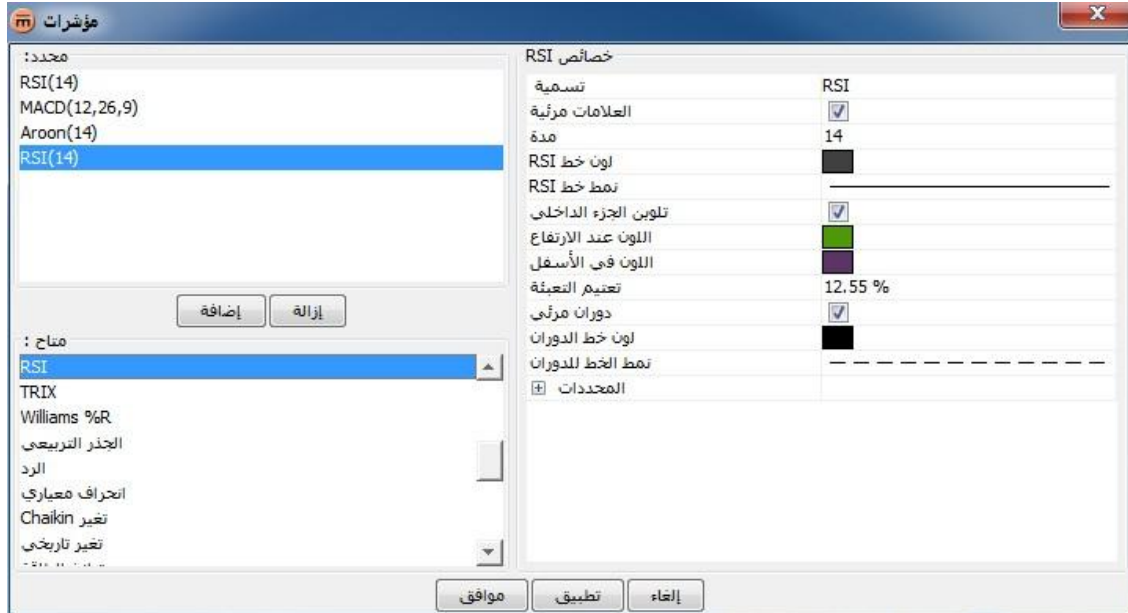 مؤشرات
محدد:
RSI(14)
MACD(12,26,9)
Aroon(14)
RSI(14)
إضافة
إزالة
متاح :
RSI
TRIX
Williams %R
الجذر التربيعي
الرد
انحراف معياري
تغير Chaikin
تغير تاريخي
خصائص RSI
تسمية RSI
العلامات مرئية
مدة 14
لون خط RSI
نمط خط RSI
تلوين الجزء الداخلي
اللون عند الارتفاع
اللون في الأسفل
تعتيم التعبئة 12.55 %
دوران مرئي
لون خط الدوران
نمط الخط للدوران
المحددات
موافق
تطبيق
إلغاء